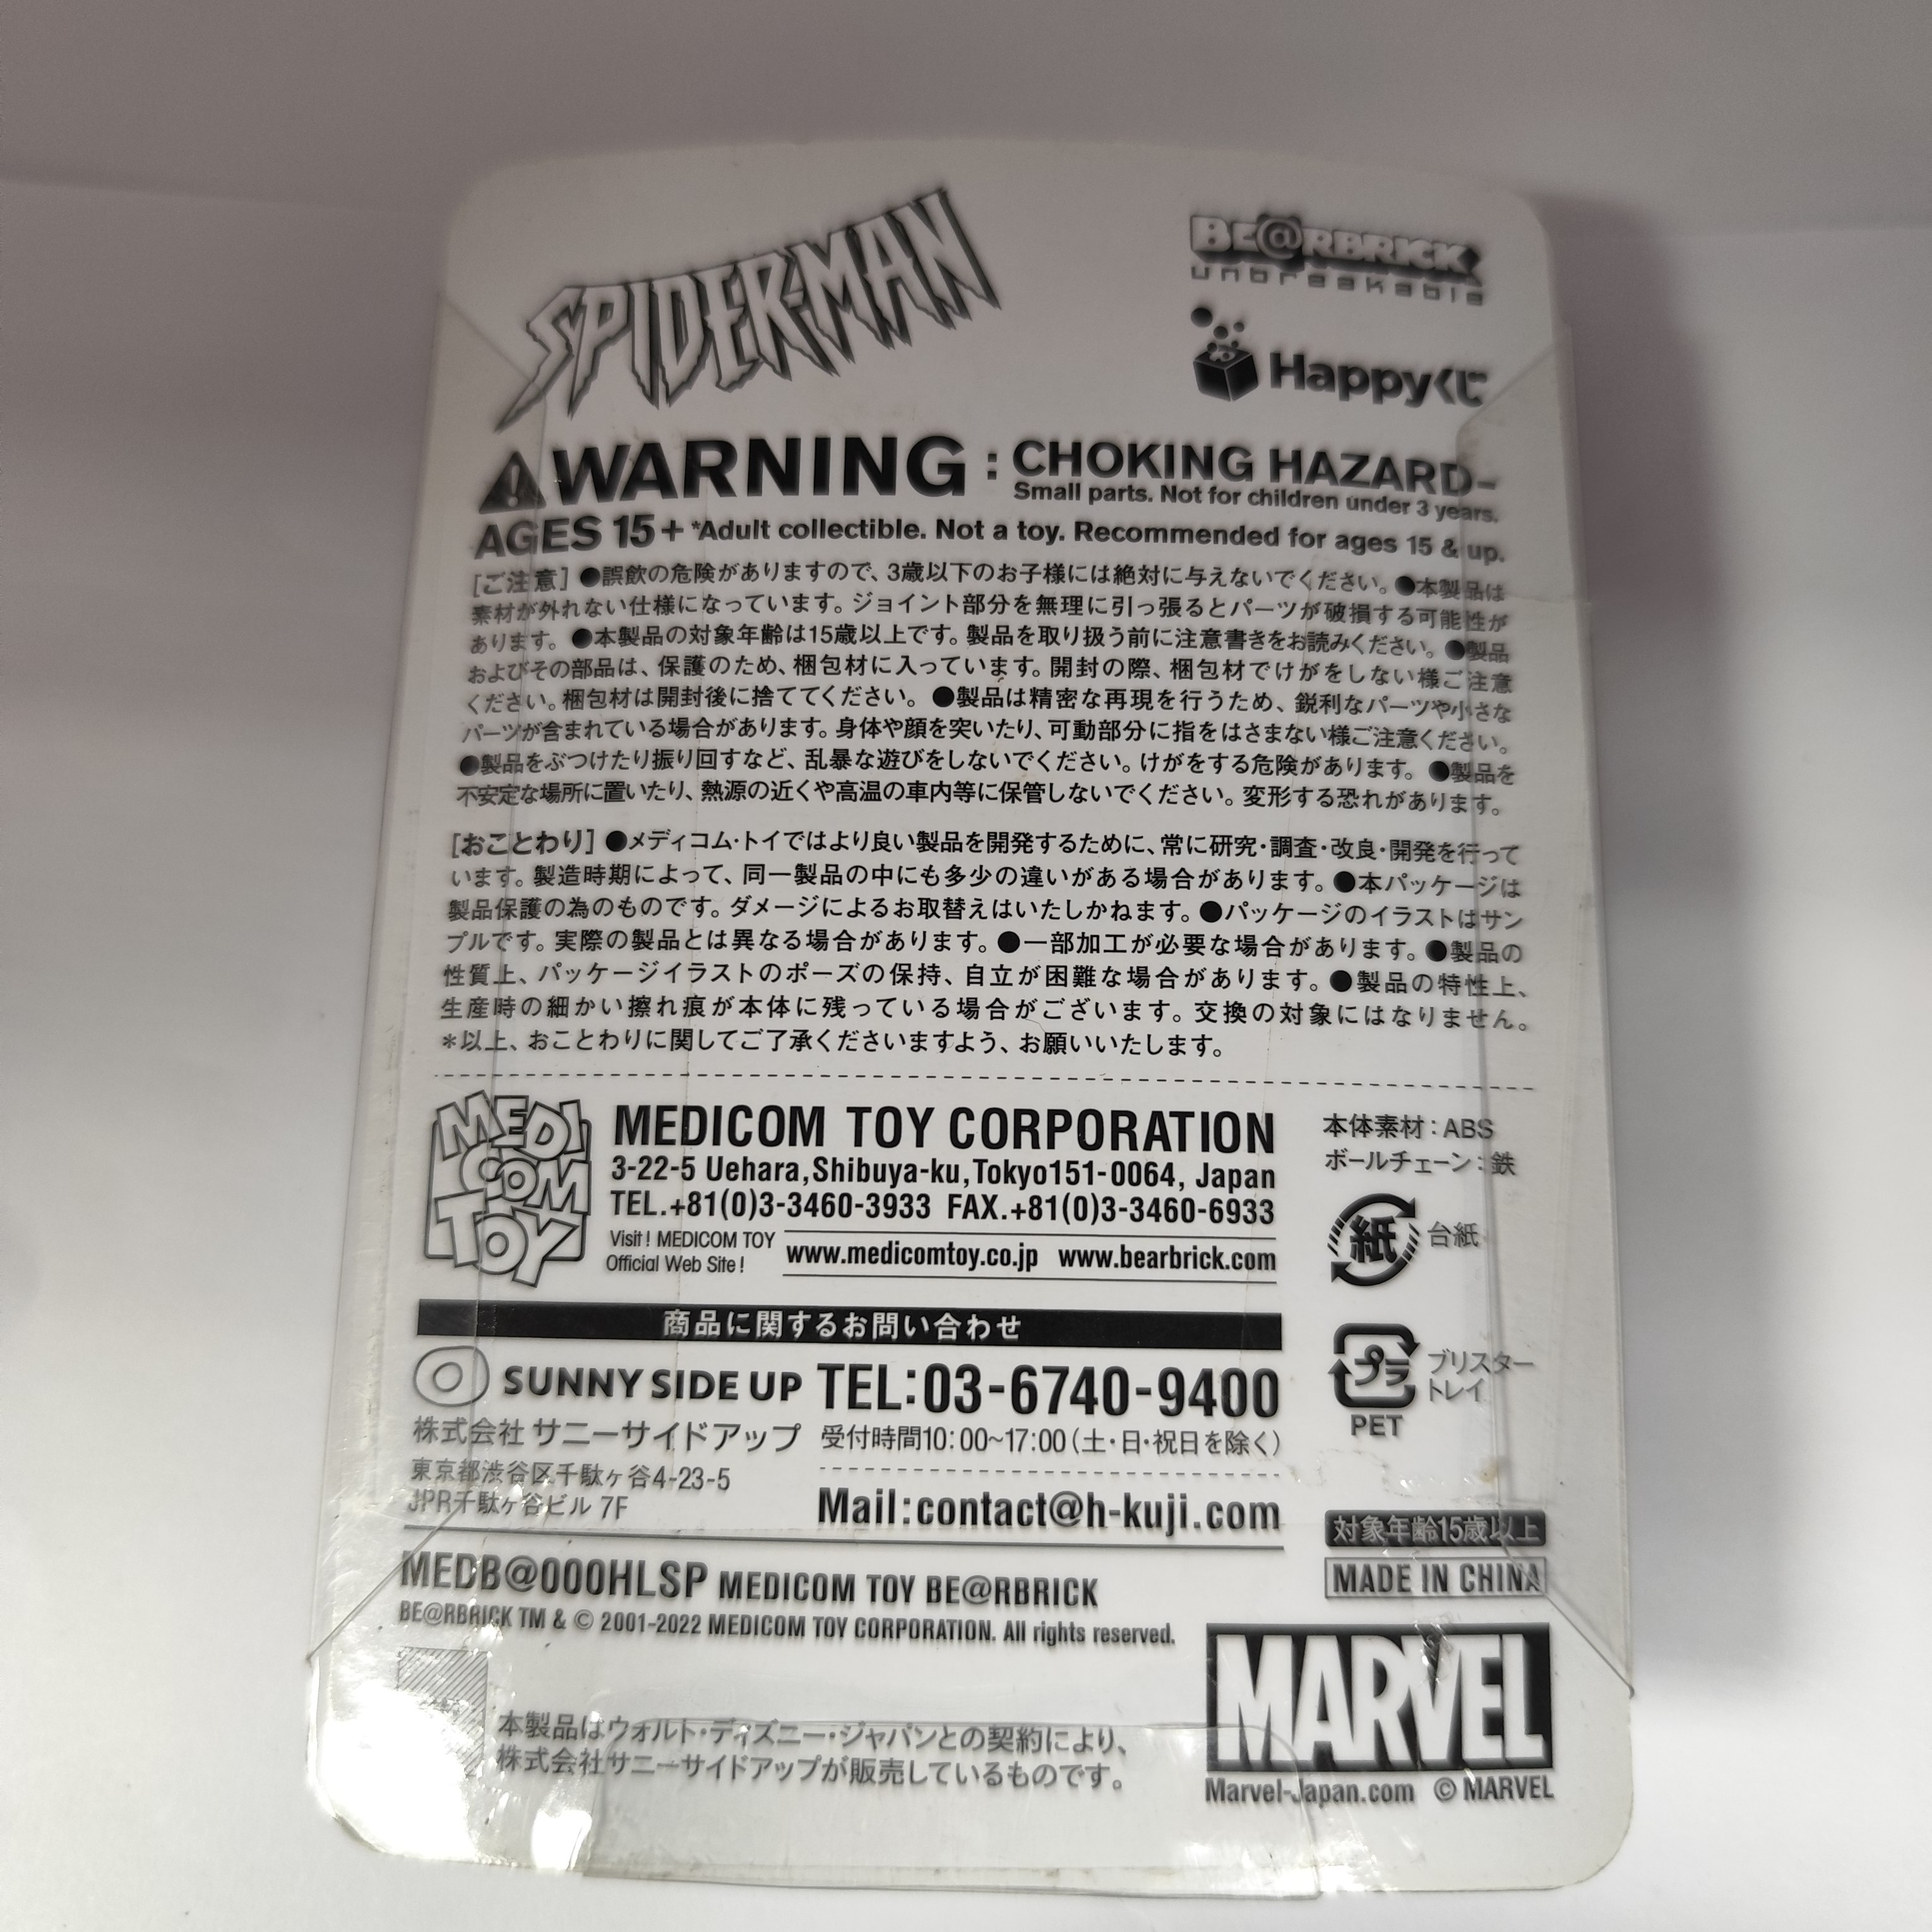 SPIDER-MAN
BE@RBRICK
unbreakable
Happyくじ
WARNING : CHOKING HAZARD-
Small parts. Not for children under 3 years.
AGES 15+ *Adult collectible. Not a toy. Recommended for ages 15 & up.
[ご注意] ●誤飲の危険がありますので、3歳以下のお子様には絶対に与えないでください。●本製品は
素材が外れない仕様になっています。ジョイント部分を無理に引っ張るとパーツが破損する可能性が
あります。 ●本製品の対象年齢は15歳以上です。製品を取り扱う前に注意書きをお読みください。●製品
およびその部品は、保護のため、梱包材に入っています。開封の際、梱包材でけがをしない様ご注意
ください。梱包材は開封後に捨ててください。 ●製品は精密な再現を行うため、鋭利なパーツや小さな
パーツが含まれている場合があります。身体や顔を突いたり、可動部分に指をはさまない様ご注意ください。
●製品をぶつけたり振り回すなど、乱暴な遊びをしないでください。けがをする危険があります。 ●製品を
不安定な場所に置いたり、熱源の近くや高温の車内等に保管しないでください。変形する恐れがあります。
[おことわり] ●メディコム・トイではより良い製品を開発するために、常に研究・調査・改良・開発を行って
います。製造時期によって、同一製品の中にも多少の違いがある場合があります。●本パッケージは
製品保護の為のものです。ダメージによるお取替えはいたしかねます。●パッケージのイラストはサン
プルです。実際の製品とは異なる場合があります。●一部加工が必要な場合があります。●製品の
性質上、パッケージイラストのポーズの保持、自立が困難な場合があります。●製品の特性上、
生産時の細かい擦れ痕が本体に残っている場合がございます。交換の対象にはなりません。
*以上、おことわりに関してご了承くださいますよう、お願いいたします。
MEDICOM TOY
MEDICOM TOY CORPORATION
3-22-5 Uehara,Shibuya-ku,Tokyo151-0064, Japan
TEL.+81(0)3-3460-3933 FAX.+81(0)3-3460-6933
Visit! MEDICOM TOY
Official Web Site!
www.medicomtoy.co.jp www.bearbrick.com
本体素材:ABS
ボールチェーン:鉄
紙 台紙
プラ ブリスター
トレイ
PET
商品に関するお問い合わせ
SUNNY SIDE UP TEL:03-6740-9400
株式会社 サニーサイドアップ 受付時間10:00~17:00(土・日・祝日を除く)
東京都渋谷区千駄ヶ谷4-23-5
JPR千駄ヶ谷ビル 7F
Mail:contact@h-kuji.com
対象年齢15歳以上
MADE IN CHINA
MEDB@000HLSP MEDICOM TOY BE@RBRICK
BE@RBRICK TM & © 2001-2022 MEDICOM TOY CORPORATION. All rights reserved.
本製品はウォルト・ディズニー・ジャパンとの契約により、
株式会社サニーサイドアップが販売しているものです。
MARVEL
Marvel-Japan.com © MARVEL